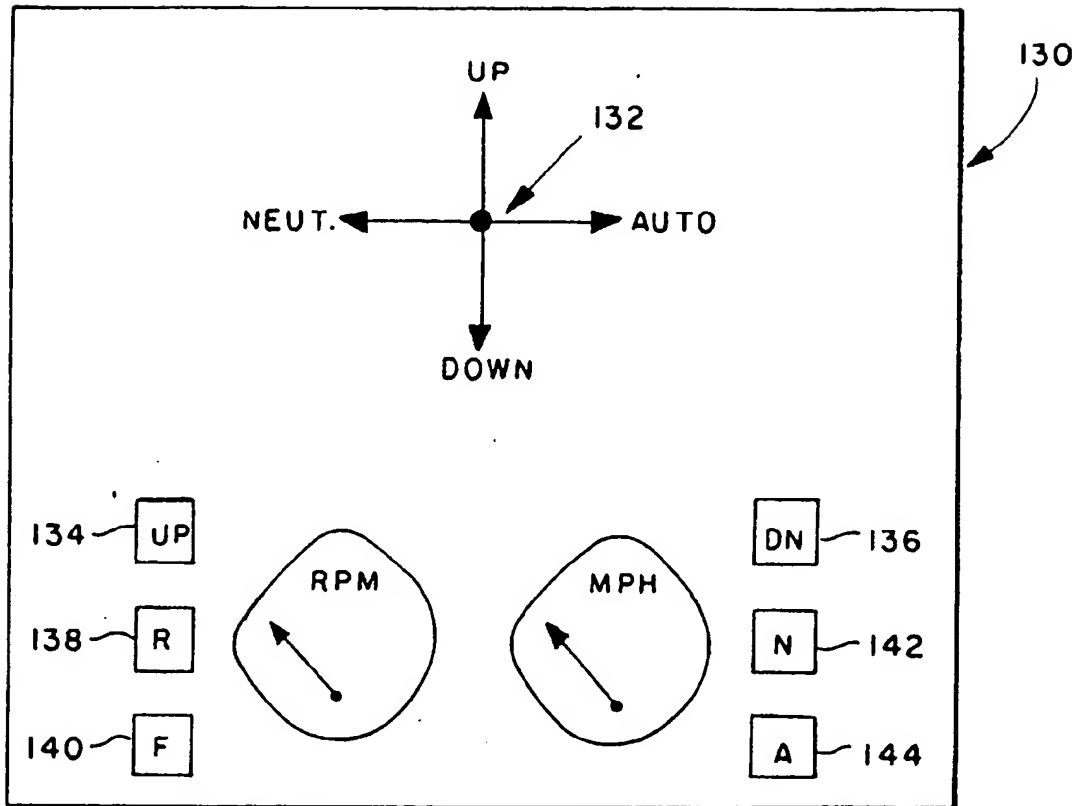 130
UP
132
NEUT. AUTO
DOWN
134 UP DN 136
RPM MPH
138 R N 142
140 F A 144